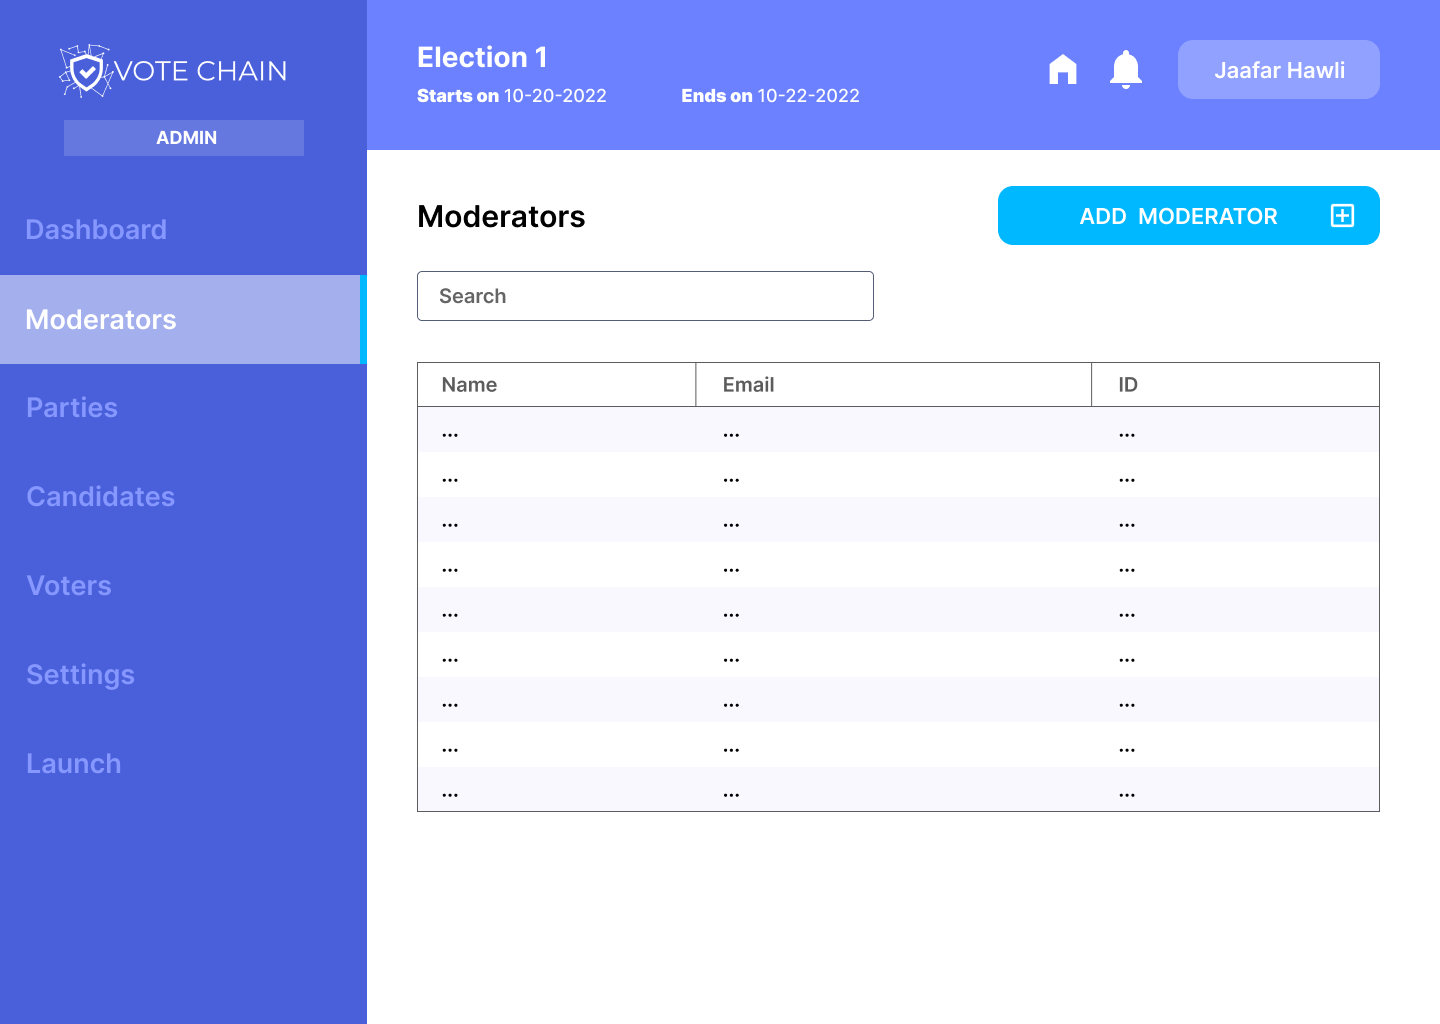 VOTE CHAIN
ADMIN
Dashboard
Moderators
Parties
Candidates
Voters
Settings
Launch
Election 1
Starts on 10-20-2022 Ends on 10-22-2022
Jaafar Hawli
Moderators
ADD MODERATOR
Search
Name Email ID
... ... ...
... ... ...
... ... ...
... ... ...
... ... ...
... ... ...
... ... ...
... ... ...
... ... ...